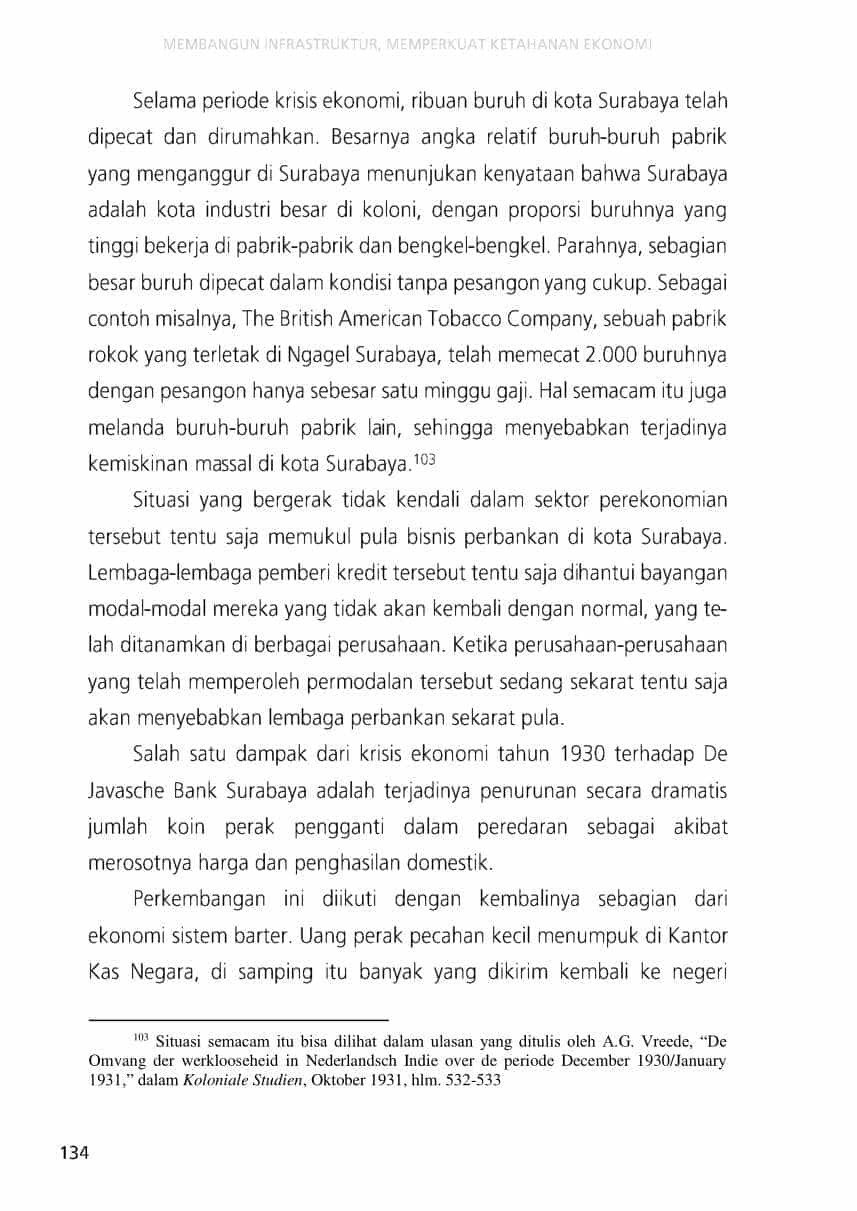 MEMBANGUN INFRASTRUKTUR, MEMPERKUAT KETAHANAN EKONOMI
Selama periode krisis ekonomi, ribuan buruh di kota Surabaya telah
dipecat dan dirumahkan. Besarnya angka relatif buruh-buruh pabrik
yang menganggur di Surabaya menunjukan kenyataan bahwa Surabaya
adalah kota industri besar di koloni, dengan proporsi buruhnya yang
tinggi bekerja di pabrik-pabrik dan bengkel-bengkel. Parahnya, sebagian
besar buruh dipecat dalam kondisi tanpa pesangon yang cukup. Sebagai
contoh misalnya, The British American Tobacco Company, sebuah pabrik
rokok yang terletak di Ngagel Surabaya, telah memecat 2.000 buruhnya
dengan pesangon hanya sebesar satu minggu gaji. Hal semacam itu juga
melanda buruh-buruh pabrik lain, sehingga menyebabkan terjadinya
kemiskinan massal di kota Surabaya.103
Situasi yang bergerak tidak kendali dalam sektor perekonomian
tersebut tentu saja memukul pula bisnis perbankan di kota Surabaya.
Lembaga-lembaga pemberi kredit tersebut tentu saja dihantui bayangan
modal-modal mereka yang tidak akan kembali dengan normal, yang te-
lah ditanamkan di berbagai perusahaan. Ketika perusahaan-perusahaan
yang telah memperoleh permodalan tersebut sedang sekarat tentu saja
akan menyebabkan lembaga perbankan sekarat pula.
Salah satu dampak dari krisis ekonomi tahun 1930 terhadap De
Javasche Bank Surabaya adalah terjadinya penurunan secara dramatis
jumlah koin perak pengganti dalam peredaran sebagai akibat
merosotnya harga dan penghasilan domestik.
Perkembangan ini diikuti dengan kembalinya sebagian dari
ekonomi sistem barter. Uang perak pecahan kecil menumpuk di Kantor
Kas Negara, di samping itu banyak yang dikirim kembali ke negeri
103 Situasi semacam itu bisa dilihat dalam ulasan yang ditulis oleh A.G. Vreede, “De
Omvang der werklooseheid in Nederlandsch Indie over de periode December 1930/January
1931,” dalam Koloniale Studien, Oktober 1931, hlm. 532-533
134